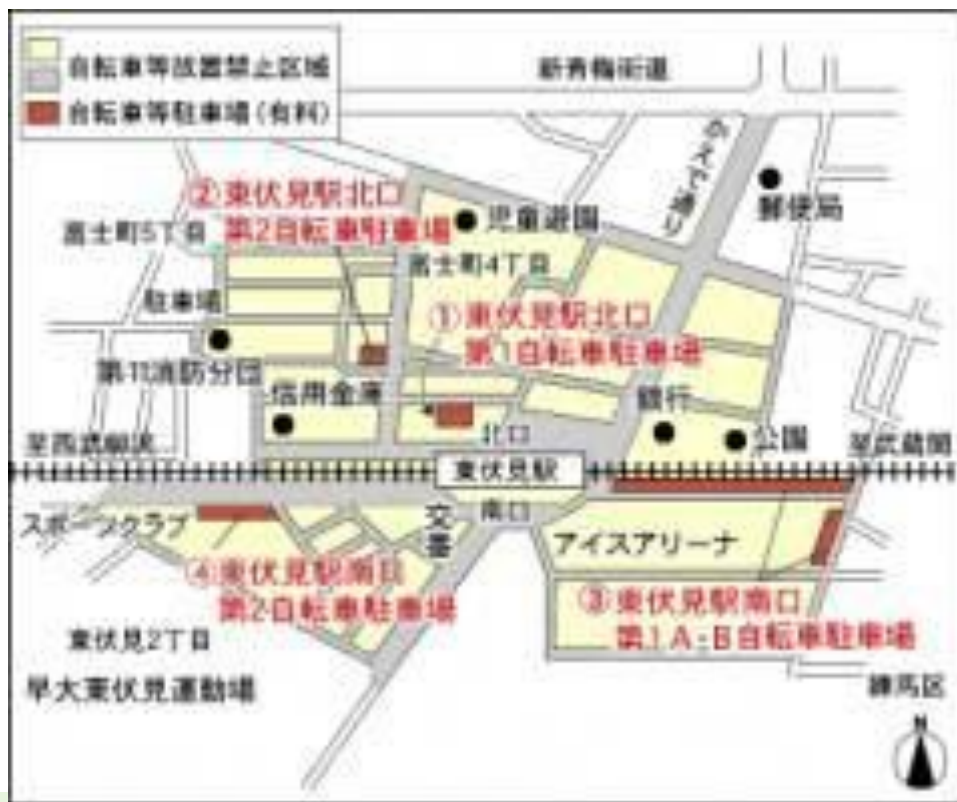 自転車等放置禁止区域
自転車等駐車場(有料)
新青梅街道
かえで通り
郵便局
②東伏見駅北口
第2自転車駐車場
富士町5丁目
児童遊園
富士町4丁目
駐車場
①東伏見駅北口
第1自転車駐車場
第11消防分団
信用金庫
銀行
公園
北口
至西武柳沢
東伏見駅
至武蔵関
スポーツクラブ
交番
南口
アイスアリーナ
④東伏見駅南口
第2自転車駐車場
③東伏見駅南口
第1A・B自転車駐車場
東伏見2丁目
早大東伏見運動場
練馬区
N